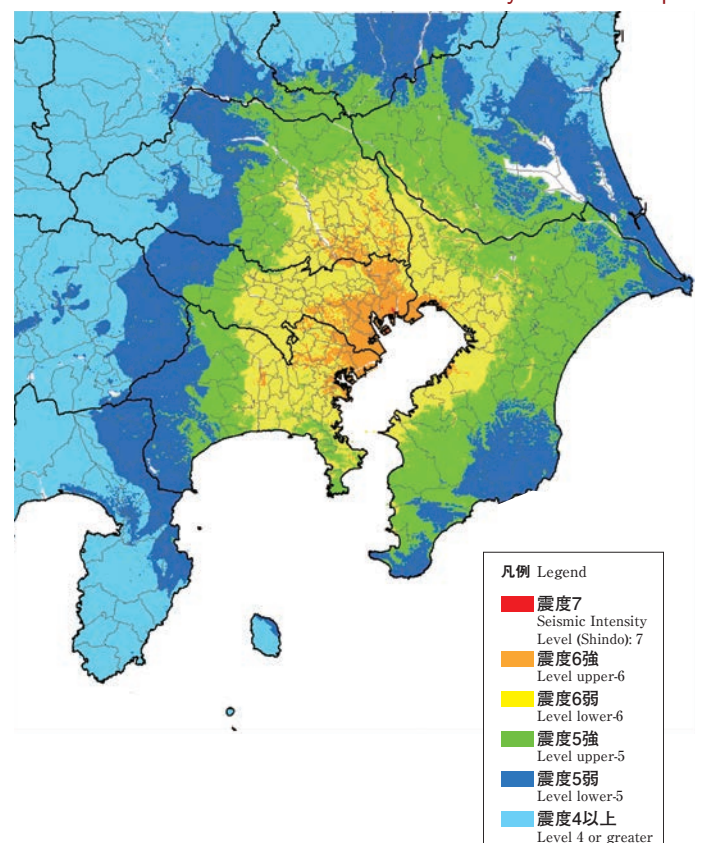 凡例 Legend
震度7
Seismic Intensity
Level (Shindo): 7
震度6強
Level upper-6
震度6弱
Level lower-6
震度5強
Level upper-5
震度5弱
Level lower-5
震度4以上
Level 4 or greater